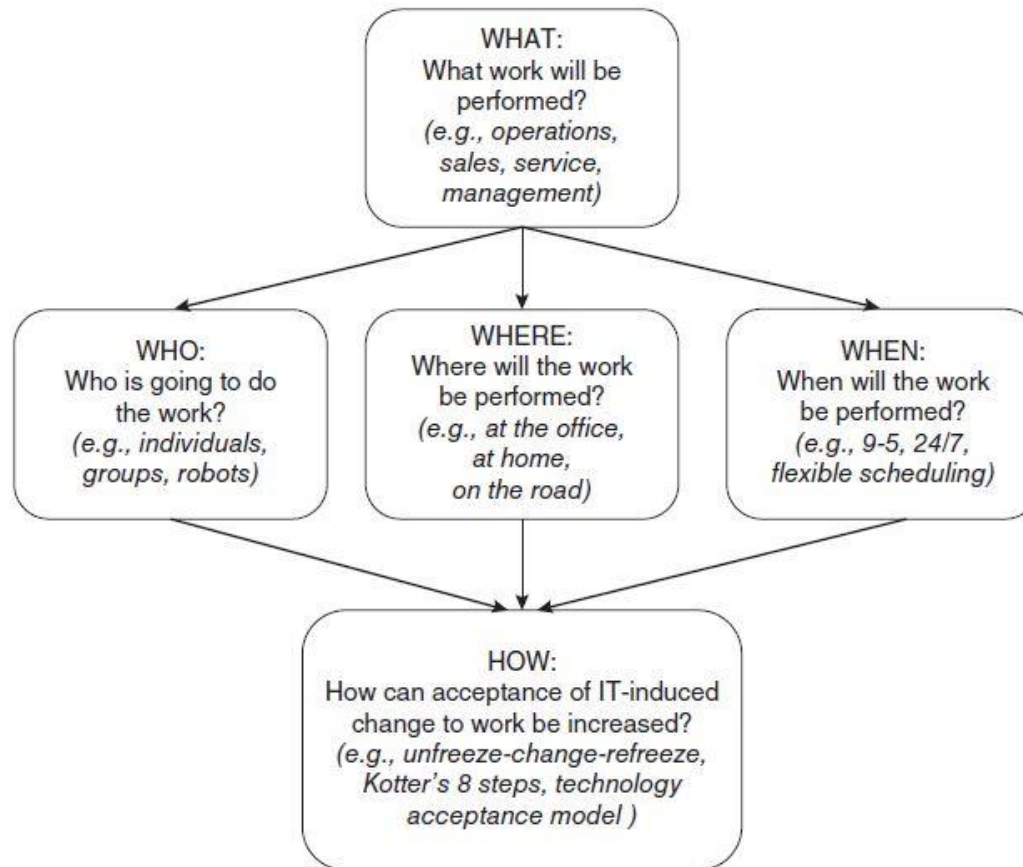 WHAT:
What work will be
performed?
(e.g., operations,
sales, service,
management)
WHO:
Who is going to do
the work?
(e.g., individuals,
groups, robots)
WHERE:
Where will the work
be performed?
(e.g., at the office,
at home,
on the road)
WHEN:
When will the work
be performed?
(e.g., 9-5, 24/7,
flexible scheduling)
HOW:
How can acceptance of IT-induced
change to work be increased?
(e.g., unfreeze-change-refreeze,
Kotter's 8 steps, technology
acceptance model )